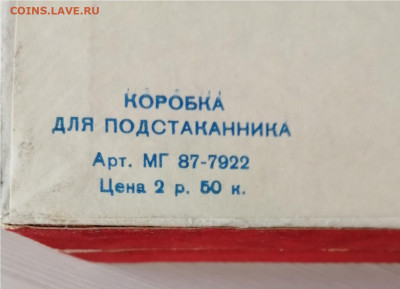 COINS.LAVE.RU
КОРОБКА
ДЛЯ ПОДСТАКАННИКА
Арт. МГ 87-7922
Цена 2 р. 50 к.